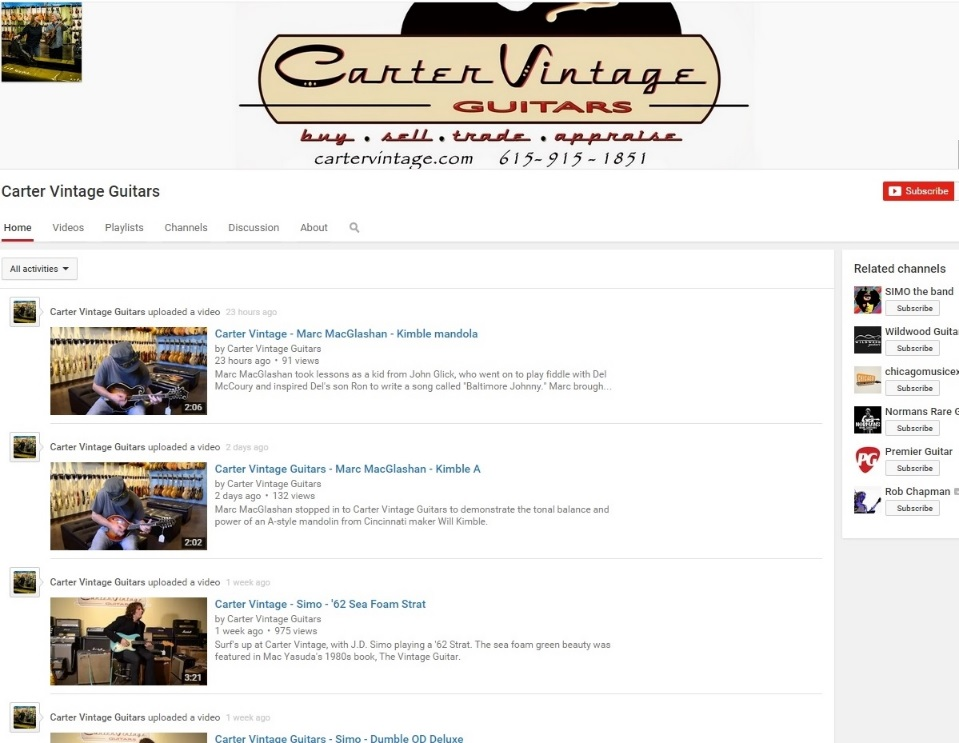 Carter Vintage
GUITARS
buy . sell . trade . appraise
cartervintage.com 615-915-1851
Carter Vintage Guitars
Subscribe
Home Videos Playlists Channels Discussion About
All activities
Carter Vintage Guitars uploaded a video 23 hours ago
Carter Vintage - Marc MacGlashan - Kimble mandola
by Carter Vintage Guitars
23 hours ago • 91 views
Marc MacGlashan took lessons as a kid from John Glick, who went on to play fiddle with Del
McCoury and inspired Del's son Ron to write a song called "Baltimore Johnny." Marc brough...
2:06
Carter Vintage Guitars uploaded a video 2 days ago
Carter Vintage Guitars - Marc MacGlashan - Kimble A
by Carter Vintage Guitars
2 days ago • 132 views
Marc MacGlashan stopped in to Carter Vintage Guitars to demonstrate the tonal balance and
power of an A-style mandolin from Cincinnati maker Will Kimble.
2:02
Carter Vintage Guitars uploaded a video 1 week ago
Carter Vintage - Simo - '62 Sea Foam Strat
by Carter Vintage Guitars
1 week ago • 975 views
Surf's up at Carter Vintage, with J.D. Simo playing a '62 Strat. The sea foam green beauty was
featured in Mac Yasuda's 1980s book, The Vintage Guitar.
3:21
Carter Vintage Guitars uploaded a video 1 week ago
Carter Vintage Guitars - Simo - Dumble OD Deluxe
Related channels
SIMO the band
Subscribe
Wildwood Guita
Subscribe
chicagomusicex
Subscribe
Normans Rare G
Subscribe
PG
Premier Guitar
Subscribe
Rob Chapman
Subscribe